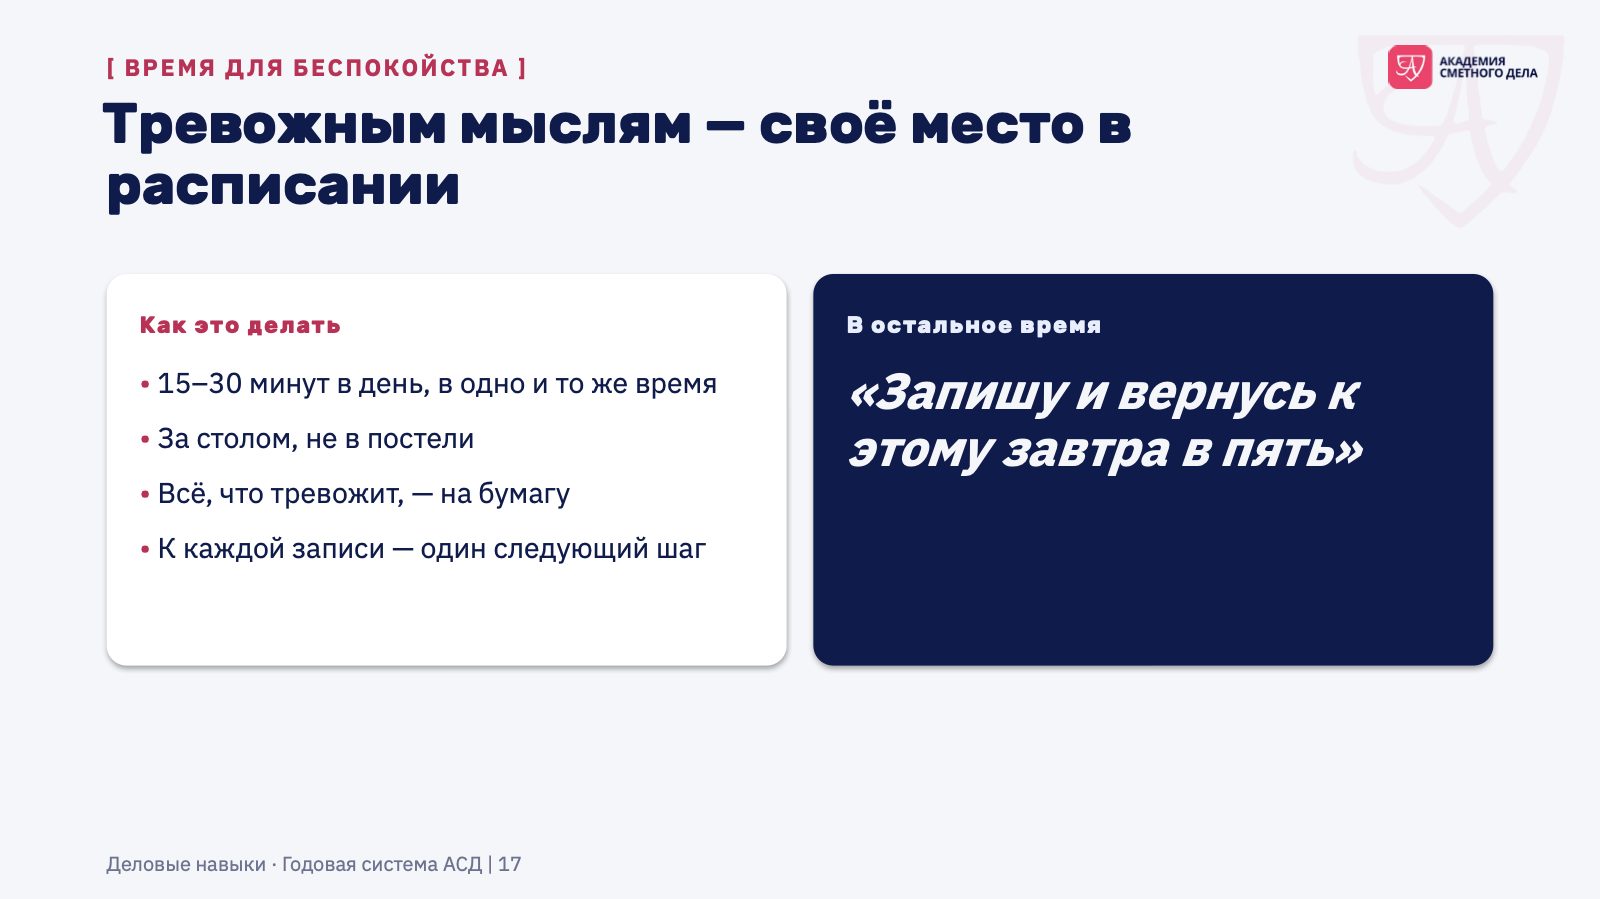 [ ВРЕМЯ ДЛЯ БЕСПОКОЙСТВА ]
АКАДЕМИЯ
СМЕТНОГО ДЕЛА
Тревожным мыслям — своё место в
расписании
Как это делать
• 15–30 минут в день, в одно и то же время
• За столом, не в постели
• Всё, что тревожит, — на бумагу
• К каждой записи — один следующий шаг
В остальное время
«Запишу и вернусь к
этому завтра в пять»
Деловые навыки · Годовая система АСД | 17